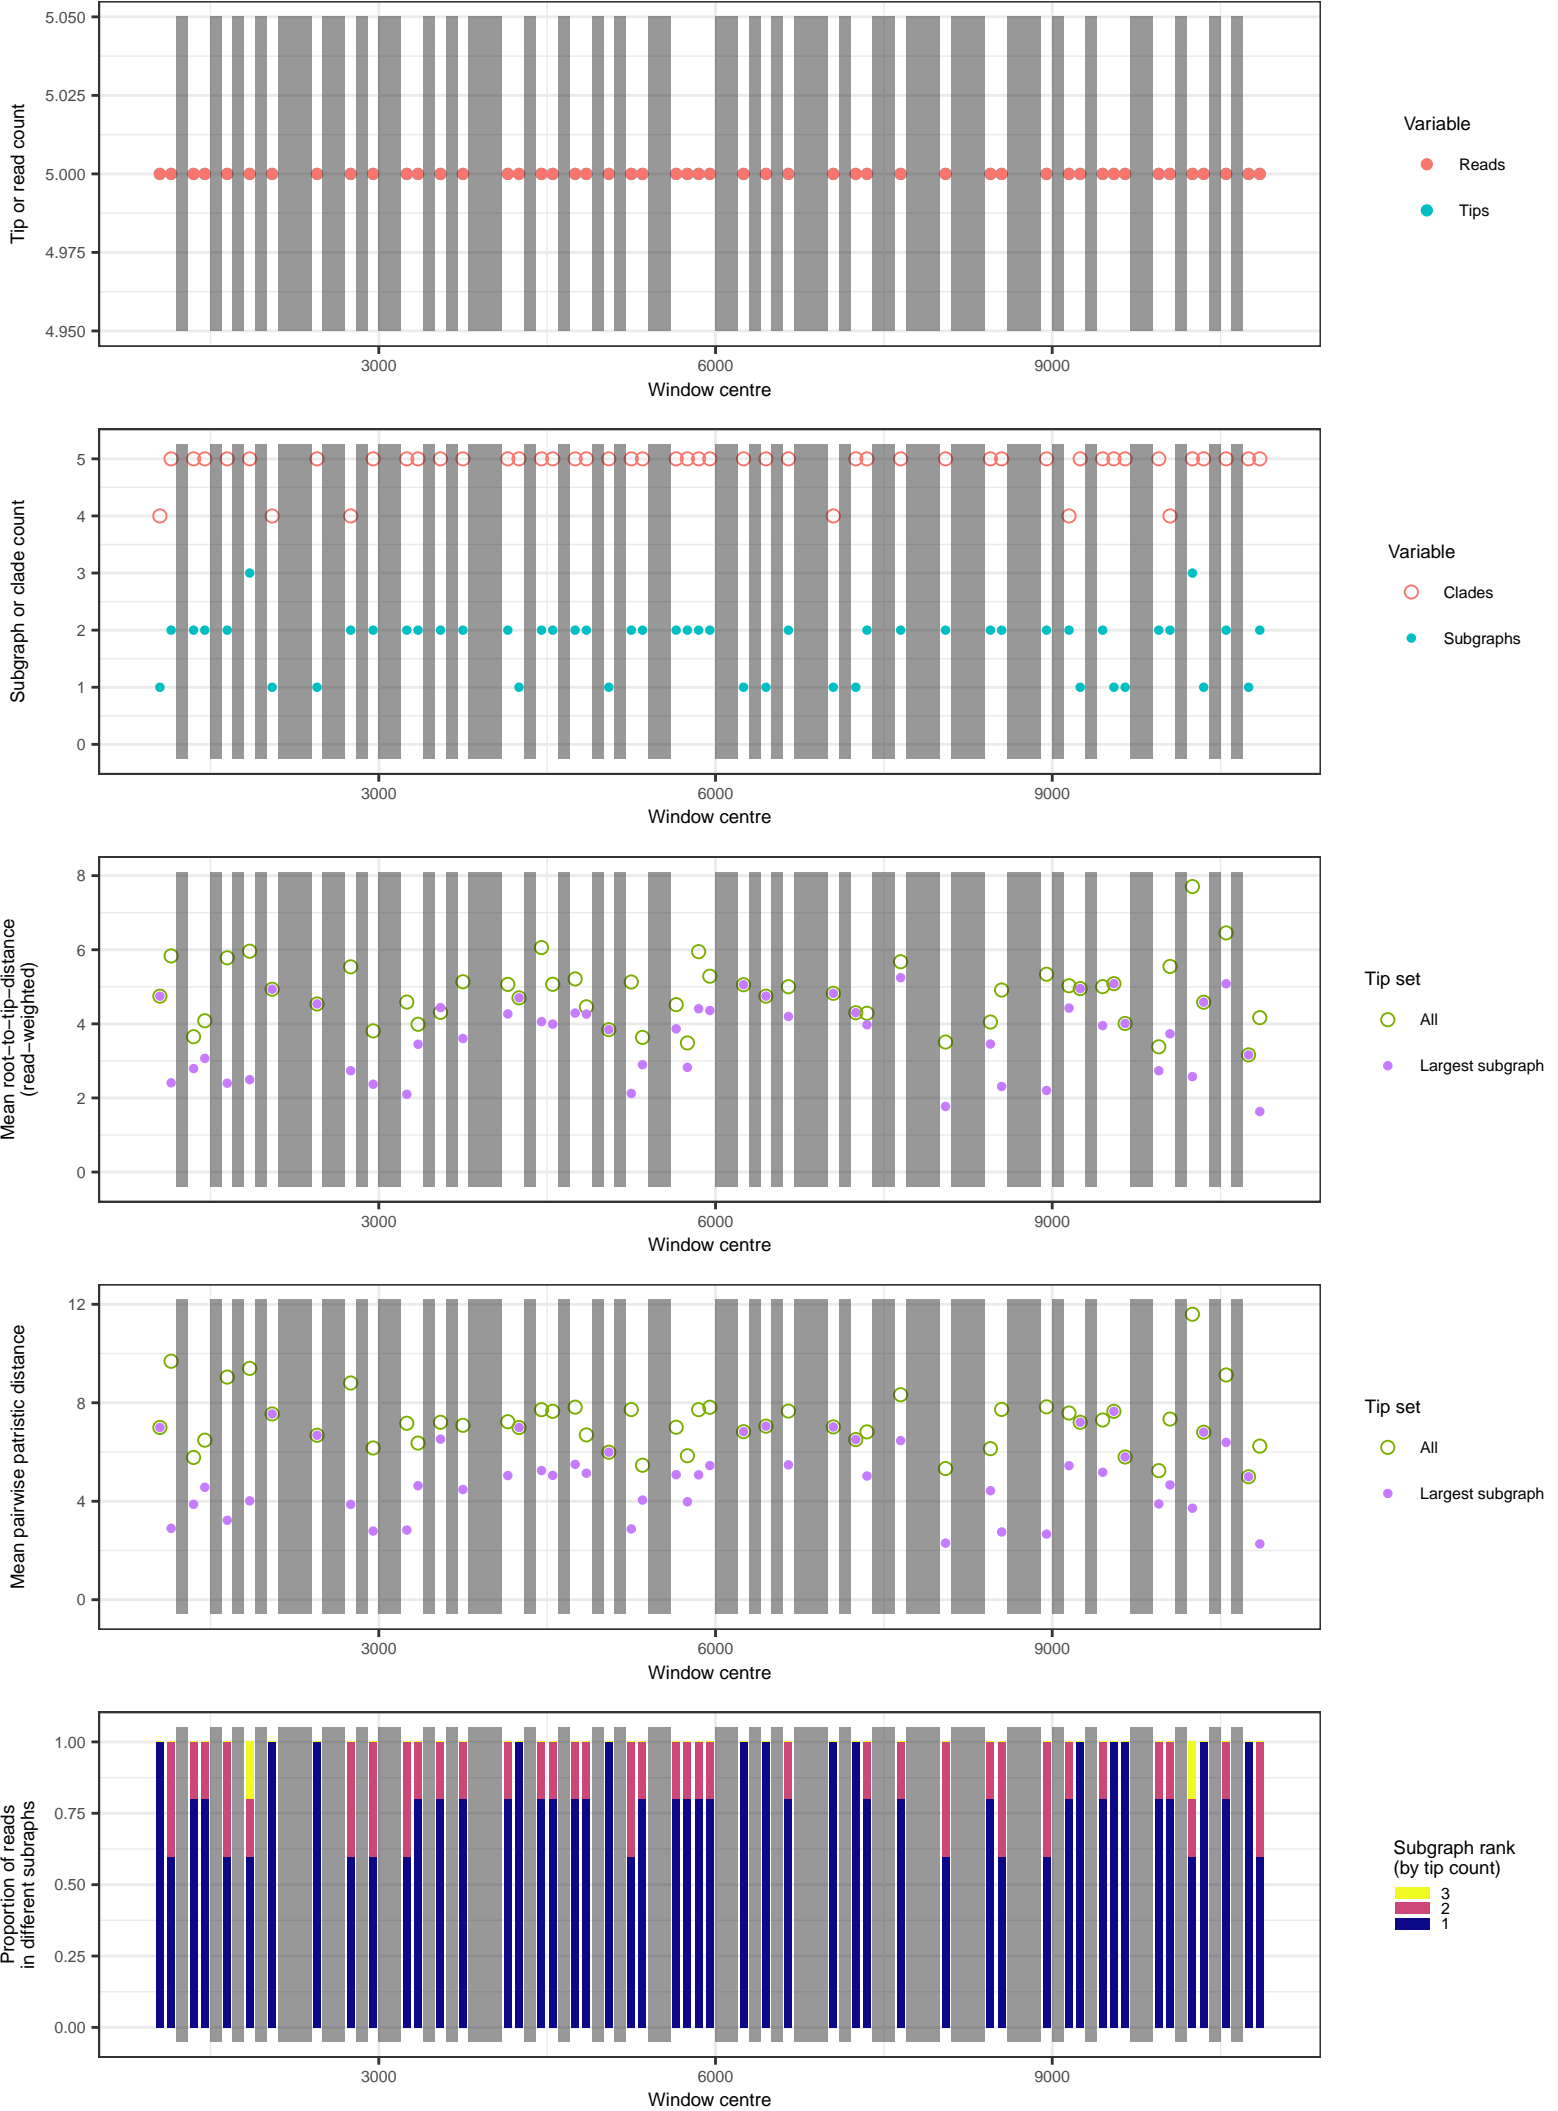 5.050
5.025
5.000
4.975
4.950
Tip or read count
3000 6000 9000
Window centre
Variable
Reads
Tips
5
4
3
2
1
0
Subgraph or clade count
3000 6000 9000
Window centre
Variable
Clades
Subgraphs
8
6
4
2
0
Mean root−to−tip−distance
(read−weighted)
3000 6000 9000
Window centre
Tip set
All
Largest subgraph
12
8
4
0
Mean pairwise patristic distance
3000 6000 9000
Window centre
Tip set
All
Largest subgraph
1.00
0.75
0.50
0.25
0.00
Proportion of reads
in different subraphs
3000 6000 9000
Window centre
Subgraph rank
(by tip count)
3
2
1